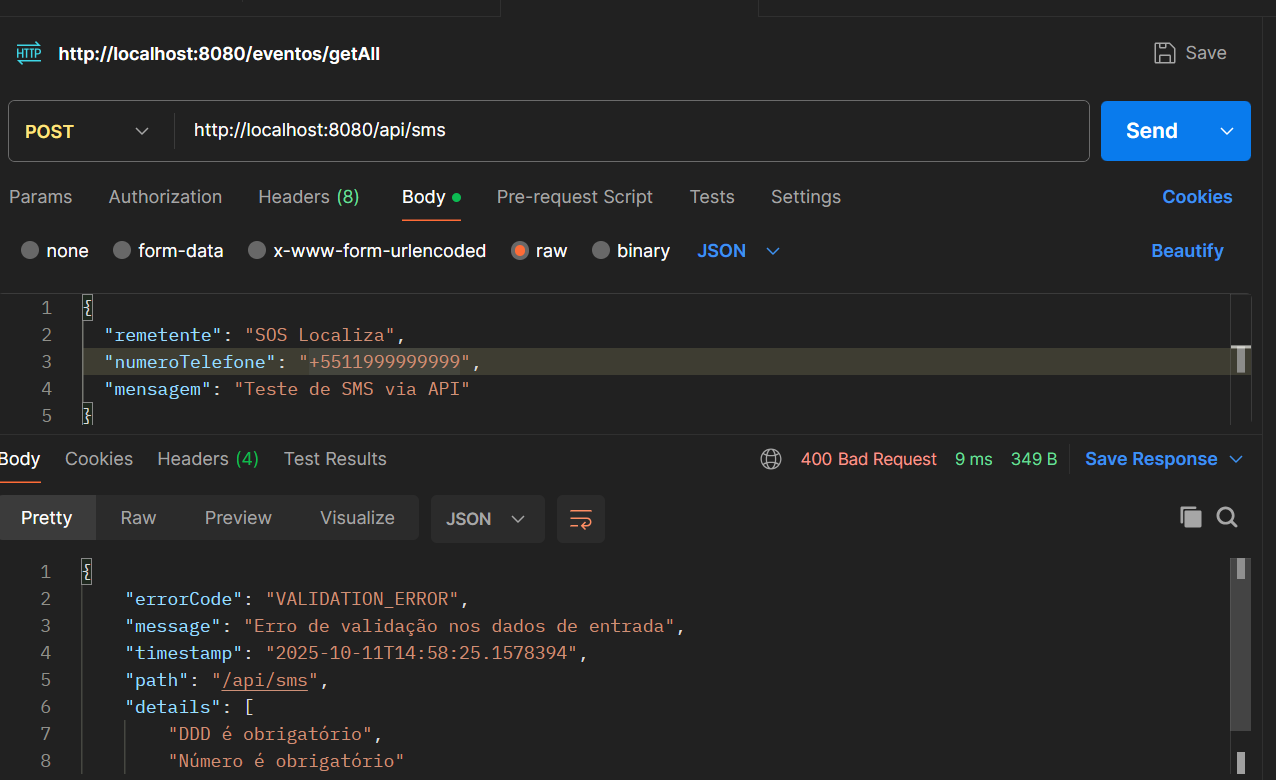 HTTP http://localhost:8080/eventos/getAll Save
POST http://localhost:8080/api/sms Send
Params Authorization Headers (8) Body Pre-request Script Tests Settings Cookies
none form-data x-www-form-urlencoded raw binary JSON Beautify
1 {
2 "remetente": "SOS Localiza",
3 "numeroTelefone": "+5511999999999",
4 "mensagem": "Teste de SMS via API"
5 }
Body Cookies Headers (4) Test Results 400 Bad Request 9 ms 349 B Save Response
Pretty Raw Preview Visualize JSON
1 {
2 "errorCode": "VALIDATION_ERROR",
3 "message": "Erro de validação nos dados de entrada",
4 "timestamp": "2025-10-11T14:58:25.1578394",
5 "path": "/api/sms",
6 "details": [
7 "DDD é obrigatório",
8 "Número é obrigatório"